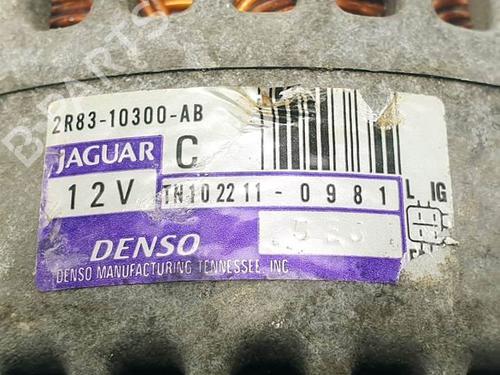 2R83-10300-AB
JAGUAR C
12V TN102211-0981 L IG
DENSO
DENSO MANUFACTURING TENNESSEE, INC